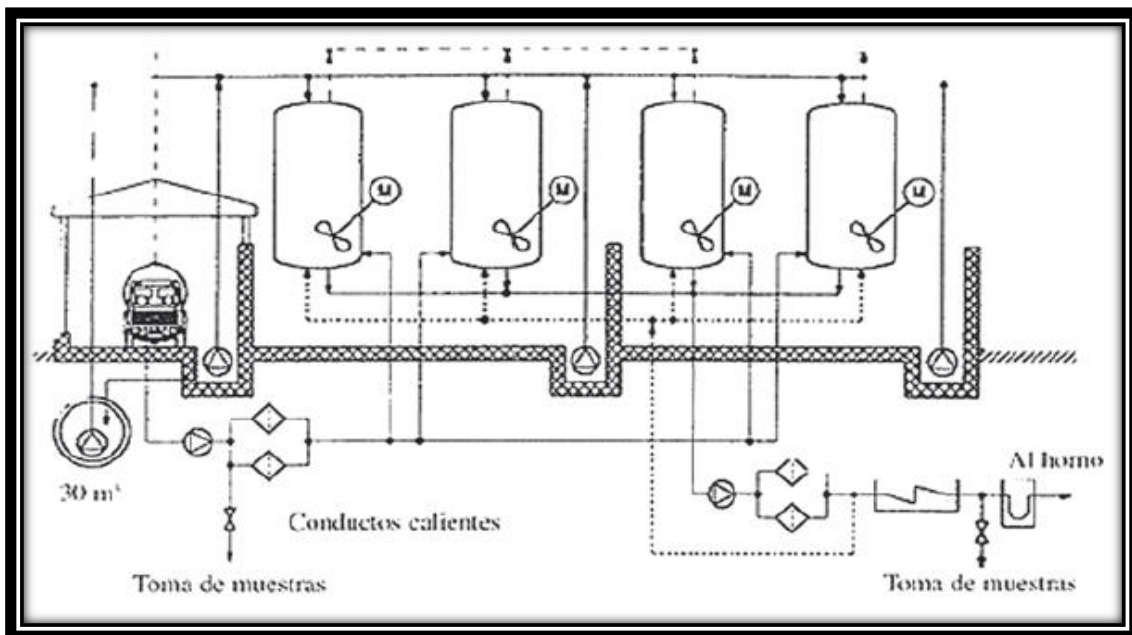 M
M
M
M
30 m³
Al horno
Conductos calientes
Toma de muestras
Toma de muestras